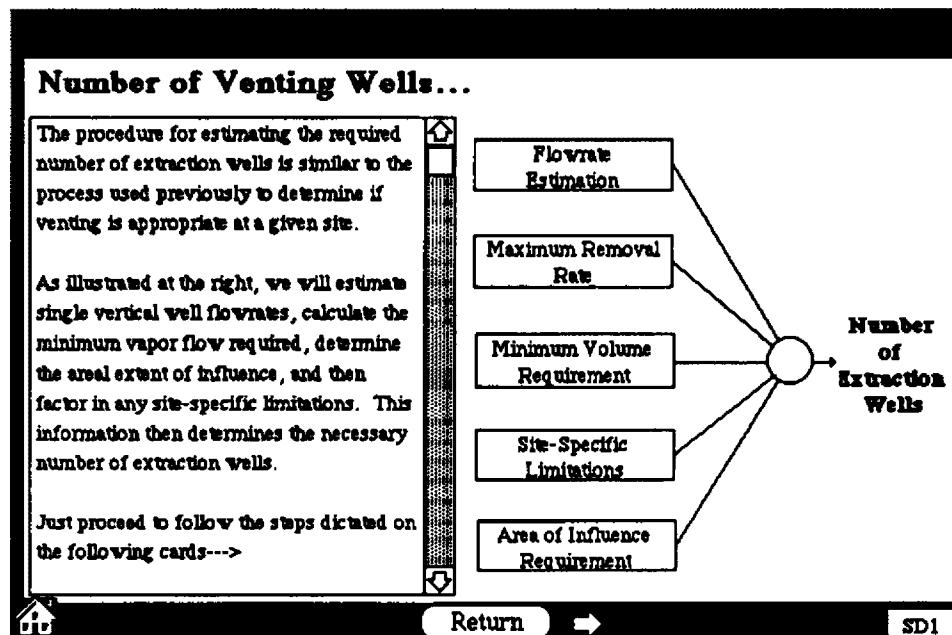 Number of Venting Wells...
The procedure for estimating the required
number of extraction wells is similar to the
process used previously to determine if
venting is appropriate at a given site.
As illustrated at the right, we will estimate
single vertical well flowrates, calculate the
minimum vapor flow required, determine
the areal extent of influence, and then
factor in any site-specific limitations. This
information then determines the necessary
number of extraction wells.
Just proceed to follow the steps dictated on
the following cards--->
Flowrate
Estimation
Maximum Removal
Rate
Minimum Volume
Requirement
Site-Specific
Limitations
Area of Influence
Requirement
Number
of
Extraction
Wells
Return
SD1